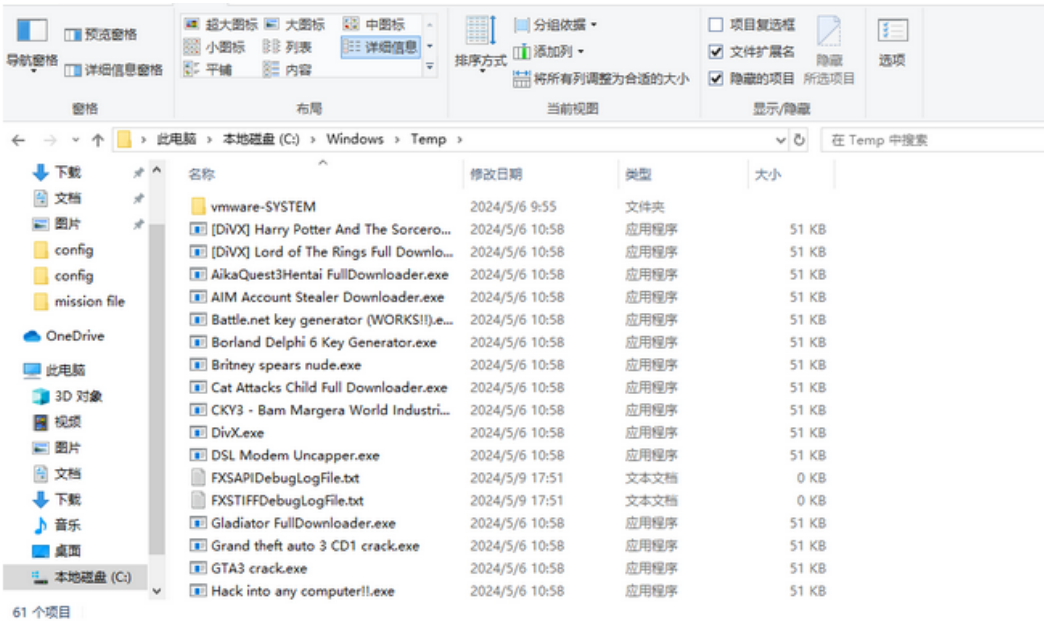 导航窗格
预览窗格
详细信息窗格
窗格
超大图标 大图标 中图标
小图标 列表 详细信息
平铺 内容
布局
排序方式
分组依据
添加列
将所有列调整为合适的大小
当前视图
项目复选框
文件扩展名
隐藏的项目
隐藏
所选项目
显示/隐藏
选项
此电脑 > 本地磁盘 (C:) > Windows > Temp >
在 Temp 中搜索
下载
文档
图片
config
config
mission file
OneDrive
此电脑
3D 对象
视频
图片
文档
下载
音乐
桌面
本地磁盘 (C:)
名称 修改日期 类型 大小
vmware-SYSTEM 2024/5/6 9:55 文件夹
[DiVX] Harry Potter And The Sorcero... 2024/5/6 10:58 应用程序 51 KB
[DiVX] Lord of The Rings Full Downlo... 2024/5/6 10:58 应用程序 51 KB
AikaQuest3Hentai FullDownloader.exe 2024/5/6 10:58 应用程序 51 KB
AIM Account Stealer Downloader.exe 2024/5/6 10:58 应用程序 51 KB
Battle.net key generator (WORKS!!).e... 2024/5/6 10:58 应用程序 51 KB
Borland Delphi 6 Key Generator.exe 2024/5/6 10:58 应用程序 51 KB
Britney spears nude.exe 2024/5/6 10:58 应用程序 51 KB
Cat Attacks Child Full Downloader.exe 2024/5/6 10:58 应用程序 51 KB
CKY3 - Bam Margera World Industri... 2024/5/6 10:58 应用程序 51 KB
DivX.exe 2024/5/6 10:58 应用程序 51 KB
DSL Modem Uncapper.exe 2024/5/6 10:58 应用程序 51 KB
FXSAPIDebugLogFile.txt 2024/5/9 17:51 文本文档 0 KB
FXSTIFFDebugLogFile.txt 2024/5/9 17:51 文本文档 0 KB
Gladiator FullDownloader.exe 2024/5/6 10:58 应用程序 51 KB
Grand theft auto 3 CD1 crack.exe 2024/5/6 10:58 应用程序 51 KB
GTA3 crack.exe 2024/5/6 10:58 应用程序 51 KB
Hack into any computer!!.exe 2024/5/6 10:58 应用程序 51 KB
61 个项目